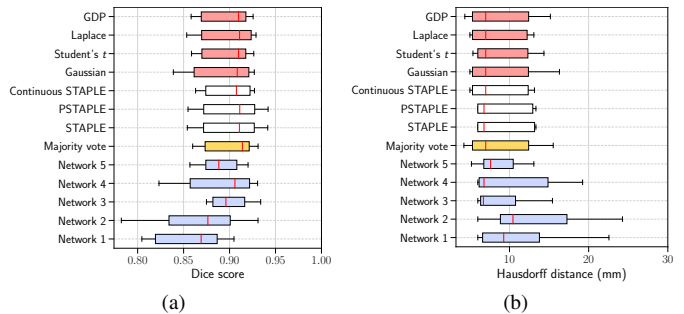 GDP
Laplace
Student's t
Gaussian
Continuous STAPLE
PSTAPLE
STAPLE
Majority vote
Network 5
Network 4
Network 3
Network 2
Network 1
0.80 0.85 0.90 0.95 1.00
Dice score
(a)
GDP
Laplace
Student's t
Gaussian
Continuous STAPLE
PSTAPLE
STAPLE
Majority vote
Network 5
Network 4
Network 3
Network 2
Network 1
10 20 30
Hausdorff distance (mm)
(b)